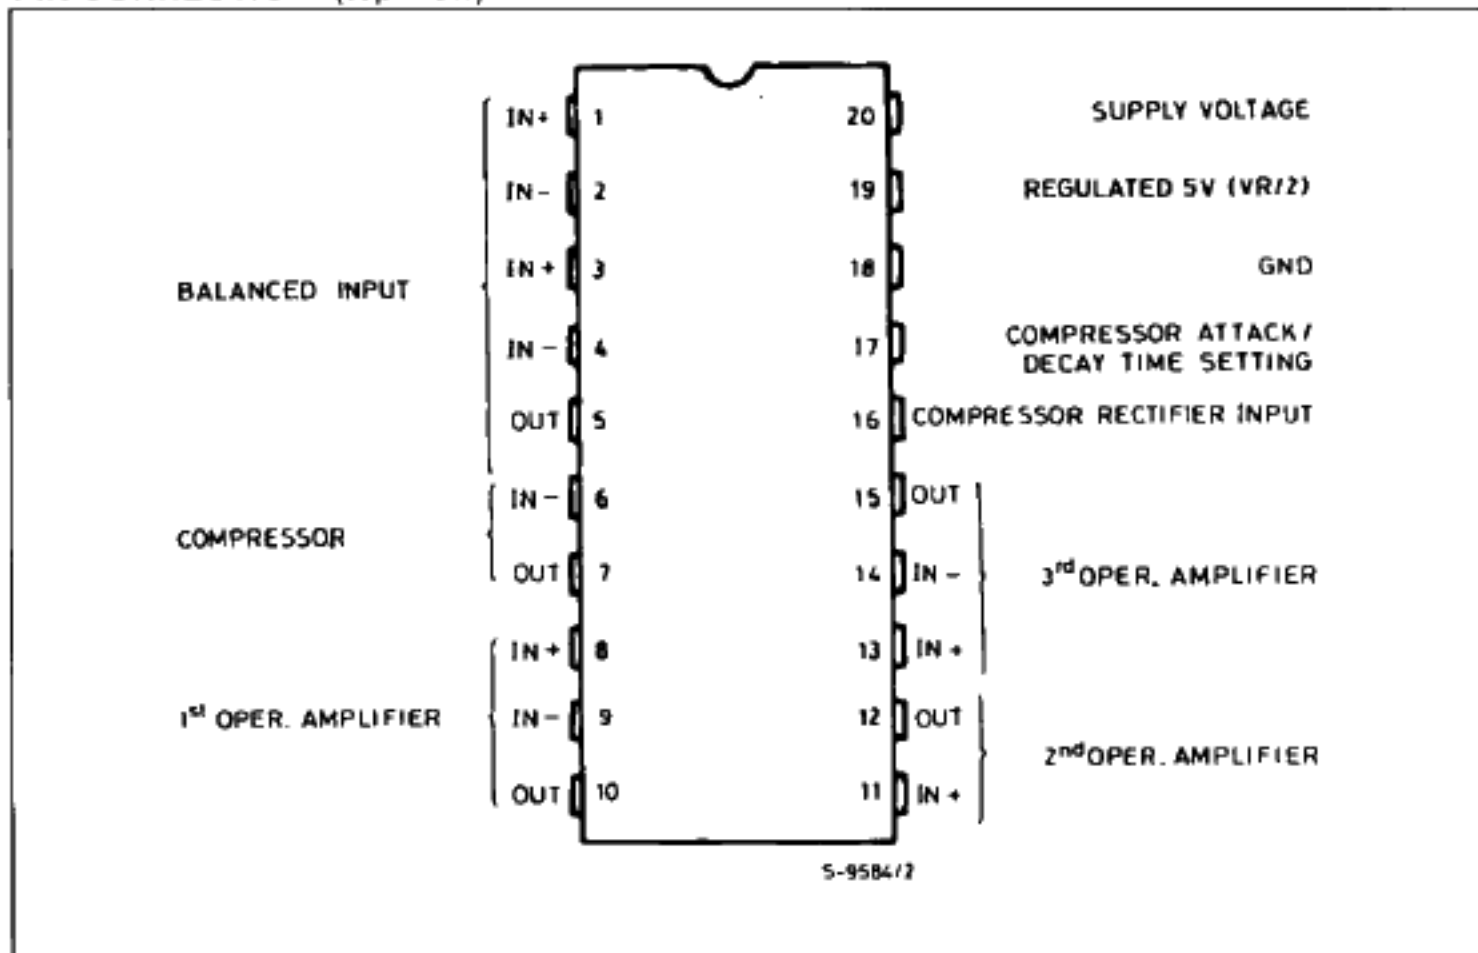 (top view)
IN+ 1 20 SUPPLY VOLTAGE
IN- 2 19 REGULATED 5V (VR/2)
IN+ 3 18 GND
BALANCED INPUT
IN- 4 17 COMPRESSOR ATTACK/
DECAY TIME SETTING
OUT 5 16 COMPRESSOR RECTIFIER INPUT
IN- 6 15 OUT
COMPRESSOR
OUT 7 14 IN- 3rd OPER. AMPLIFIER
IN+ 8 13 IN+
1st OPER. AMPLIFIER IN- 9 12 OUT
2nd OPER. AMPLIFIER
OUT 10 11 IN+
S-9584/2